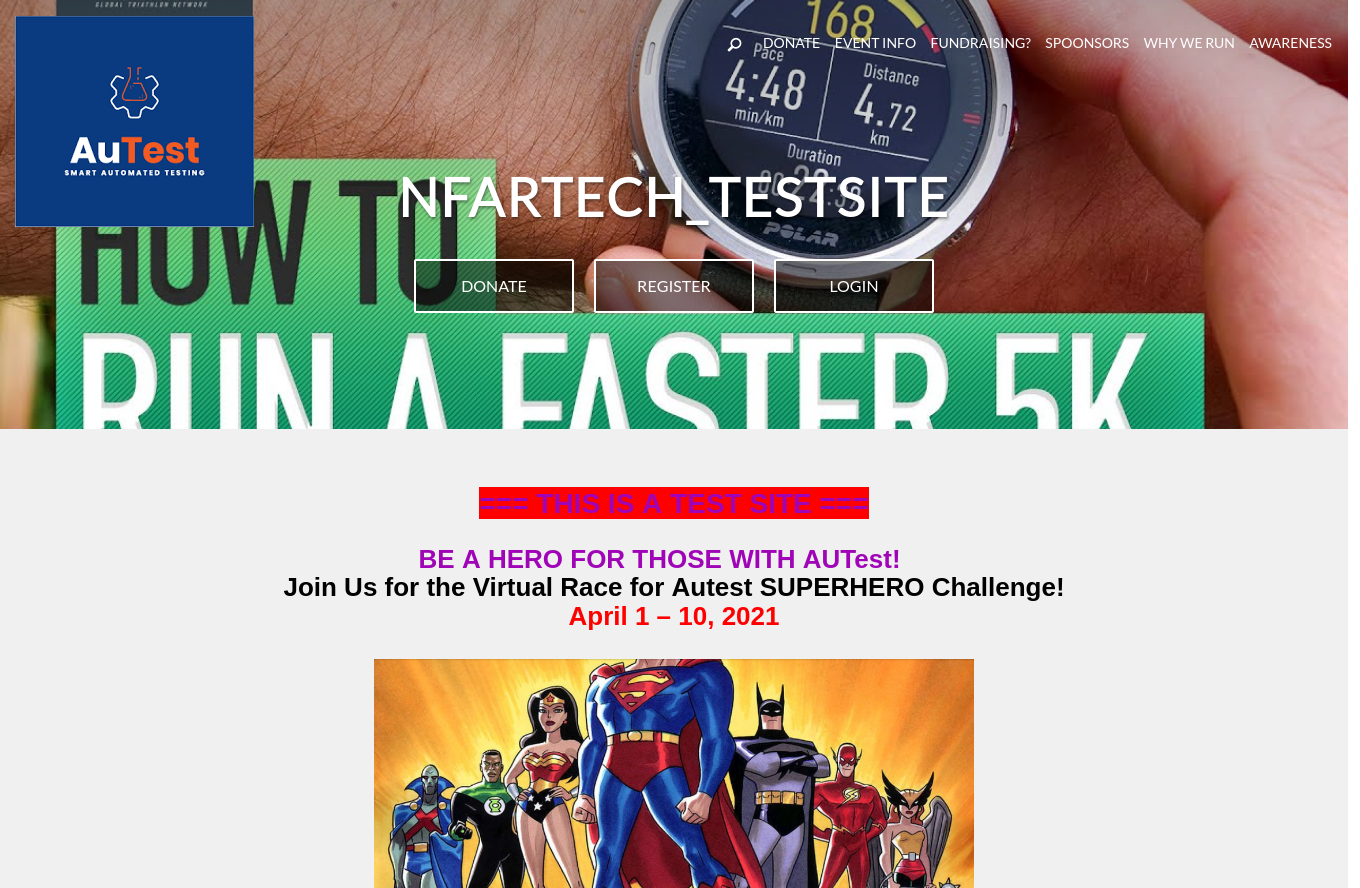 GLOBAL TRIATHLON NETWORK
DONATE EVENT INFO FUNDRAISING? SPOONSORS WHY WE RUN AWARENESS
AuTest
SMART AUTOMATED TESTING
168
Pace
4:48
min/km
Distance
4.72
km
Duration
POLAR
HOW TO
NFARTECH_TESTSITE
DONATE REGISTER LOGIN
RUN A FASTER 5K
=== THIS IS A TEST SITE ===
BE A HERO FOR THOSE WITH AUTest!
Join Us for the Virtual Race for Autest SUPERHERO Challenge!
April 1 – 10, 2021